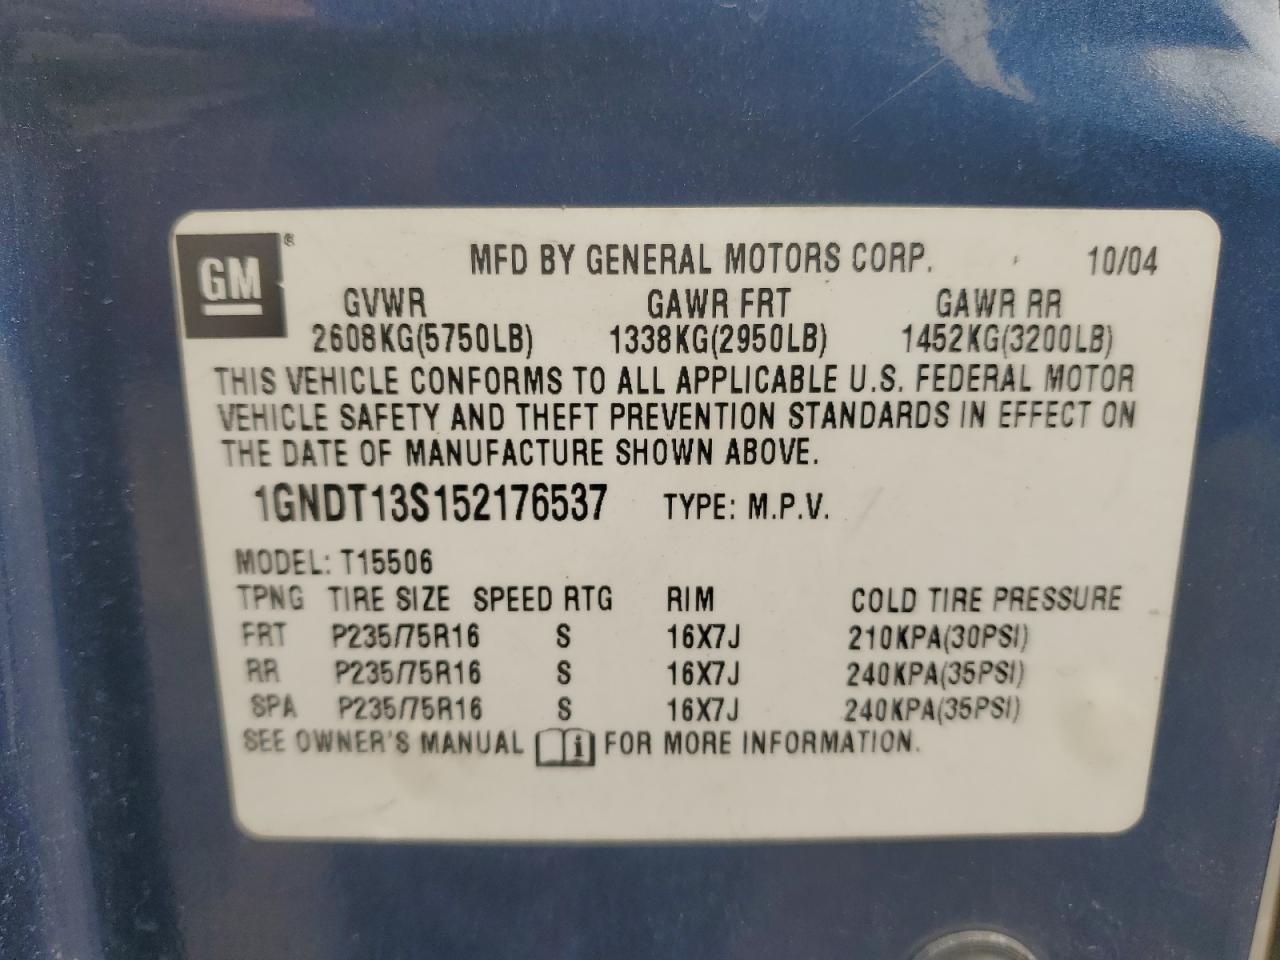 GM®
MFD BY GENERAL MOTORS CORP. 10/04
GVWR GAWR FRT GAWR RR
2608KG(5750LB) 1338KG(2950LB) 1452KG(3200LB)
THIS VEHICLE CONFORMS TO ALL APPLICABLE U.S. FEDERAL MOTOR
VEHICLE SAFETY AND THEFT PREVENTION STANDARDS IN EFFECT ON
THE DATE OF MANUFACTURE SHOWN ABOVE.
1GNDT13S152176537 TYPE: M.P.V.
MODEL: T15506
TPNG TIRE SIZE SPEED RTG RIM COLD TIRE PRESSURE
FRT P235/75R16 S 16X7J 210KPA(30PSI)
RR P235/75R16 S 16X7J 240KPA(35PSI)
SPA P235/75R16 S 16X7J 240KPA(35PSI)
SEE OWNER'S MANUAL i FOR MORE INFORMATION.